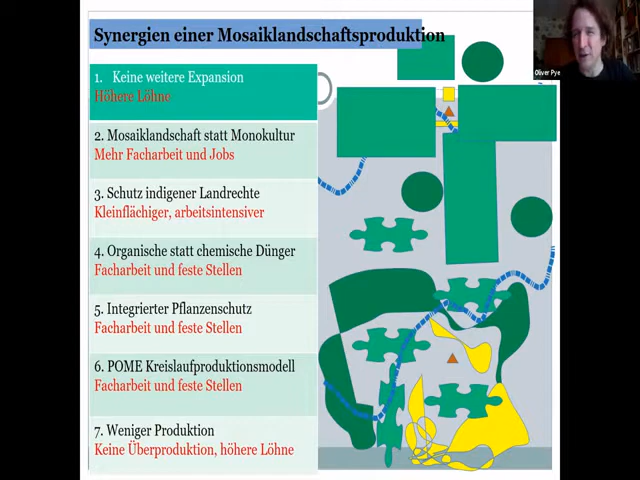 Synergien einer Mosaiklandschaftsproduktion
1. Keine weitere Expansion
Höhere Löhne
2. Mosaiklandschaft statt Monokultur
Mehr Facharbeit und Jobs
3. Schutz indigener Landrechte
Kleinflächiger, arbeitsintensiver
4. Organische statt chemische Dünger
Facharbeit und feste Stellen
5. Integrierter Pflanzenschutz
Facharbeit und feste Stellen
6. POME Kreislaufproduktionsmodell
Facharbeit und feste Stellen
7. Weniger Produktion
Keine Überproduktion, höhere Löhne
Oliver Pye